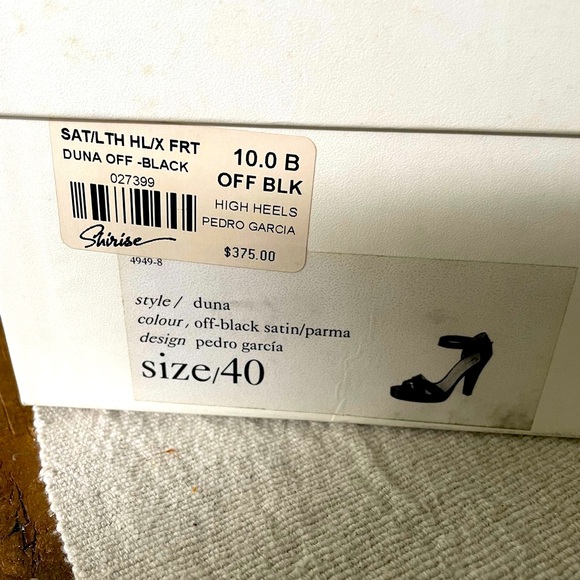 SAT/LTH HL/X FRT
DUNA OFF -BLACK
027399
10.0 B
OFF BLK
HIGH HEELS
PEDRO GARCIA
Shirise
$375.00
4949-8
style / duna
colour, off-black satin/parma
design pedro garcía
size/40